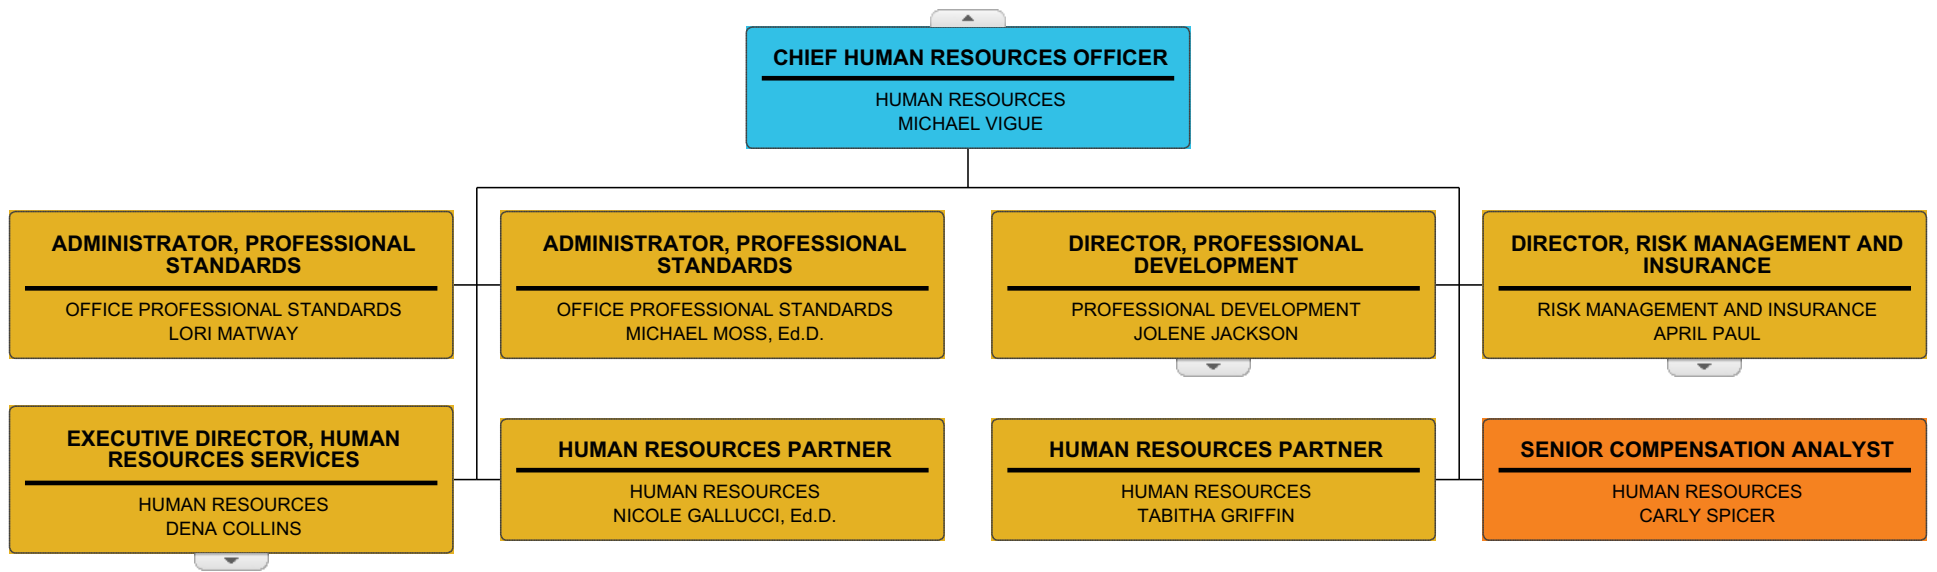 CHIEF HUMAN RESOURCES OFFICER
HUMAN RESOURCES
MICHAEL VIGUE
ADMINISTRATOR, PROFESSIONAL
STANDARDS
OFFICE PROFESSIONAL STANDARDS
LORI MATWAY
ADMINISTRATOR, PROFESSIONAL
STANDARDS
OFFICE PROFESSIONAL STANDARDS
MICHAEL MOSS, Ed.D.
DIRECTOR, PROFESSIONAL
DEVELOPMENT
PROFESSIONAL DEVELOPMENT
JOLENE JACKSON
DIRECTOR, RISK MANAGEMENT AND
INSURANCE
RISK MANAGEMENT AND INSURANCE
APRIL PAUL
EXECUTIVE DIRECTOR, HUMAN
RESOURCES SERVICES
HUMAN RESOURCES
DENA COLLINS
HUMAN RESOURCES PARTNER
HUMAN RESOURCES
NICOLE GALLUCCI, Ed.D.
HUMAN RESOURCES PARTNER
HUMAN RESOURCES
TABITHA GRIFFIN
SENIOR COMPENSATION ANALYST
HUMAN RESOURCES
CARLY SPICER